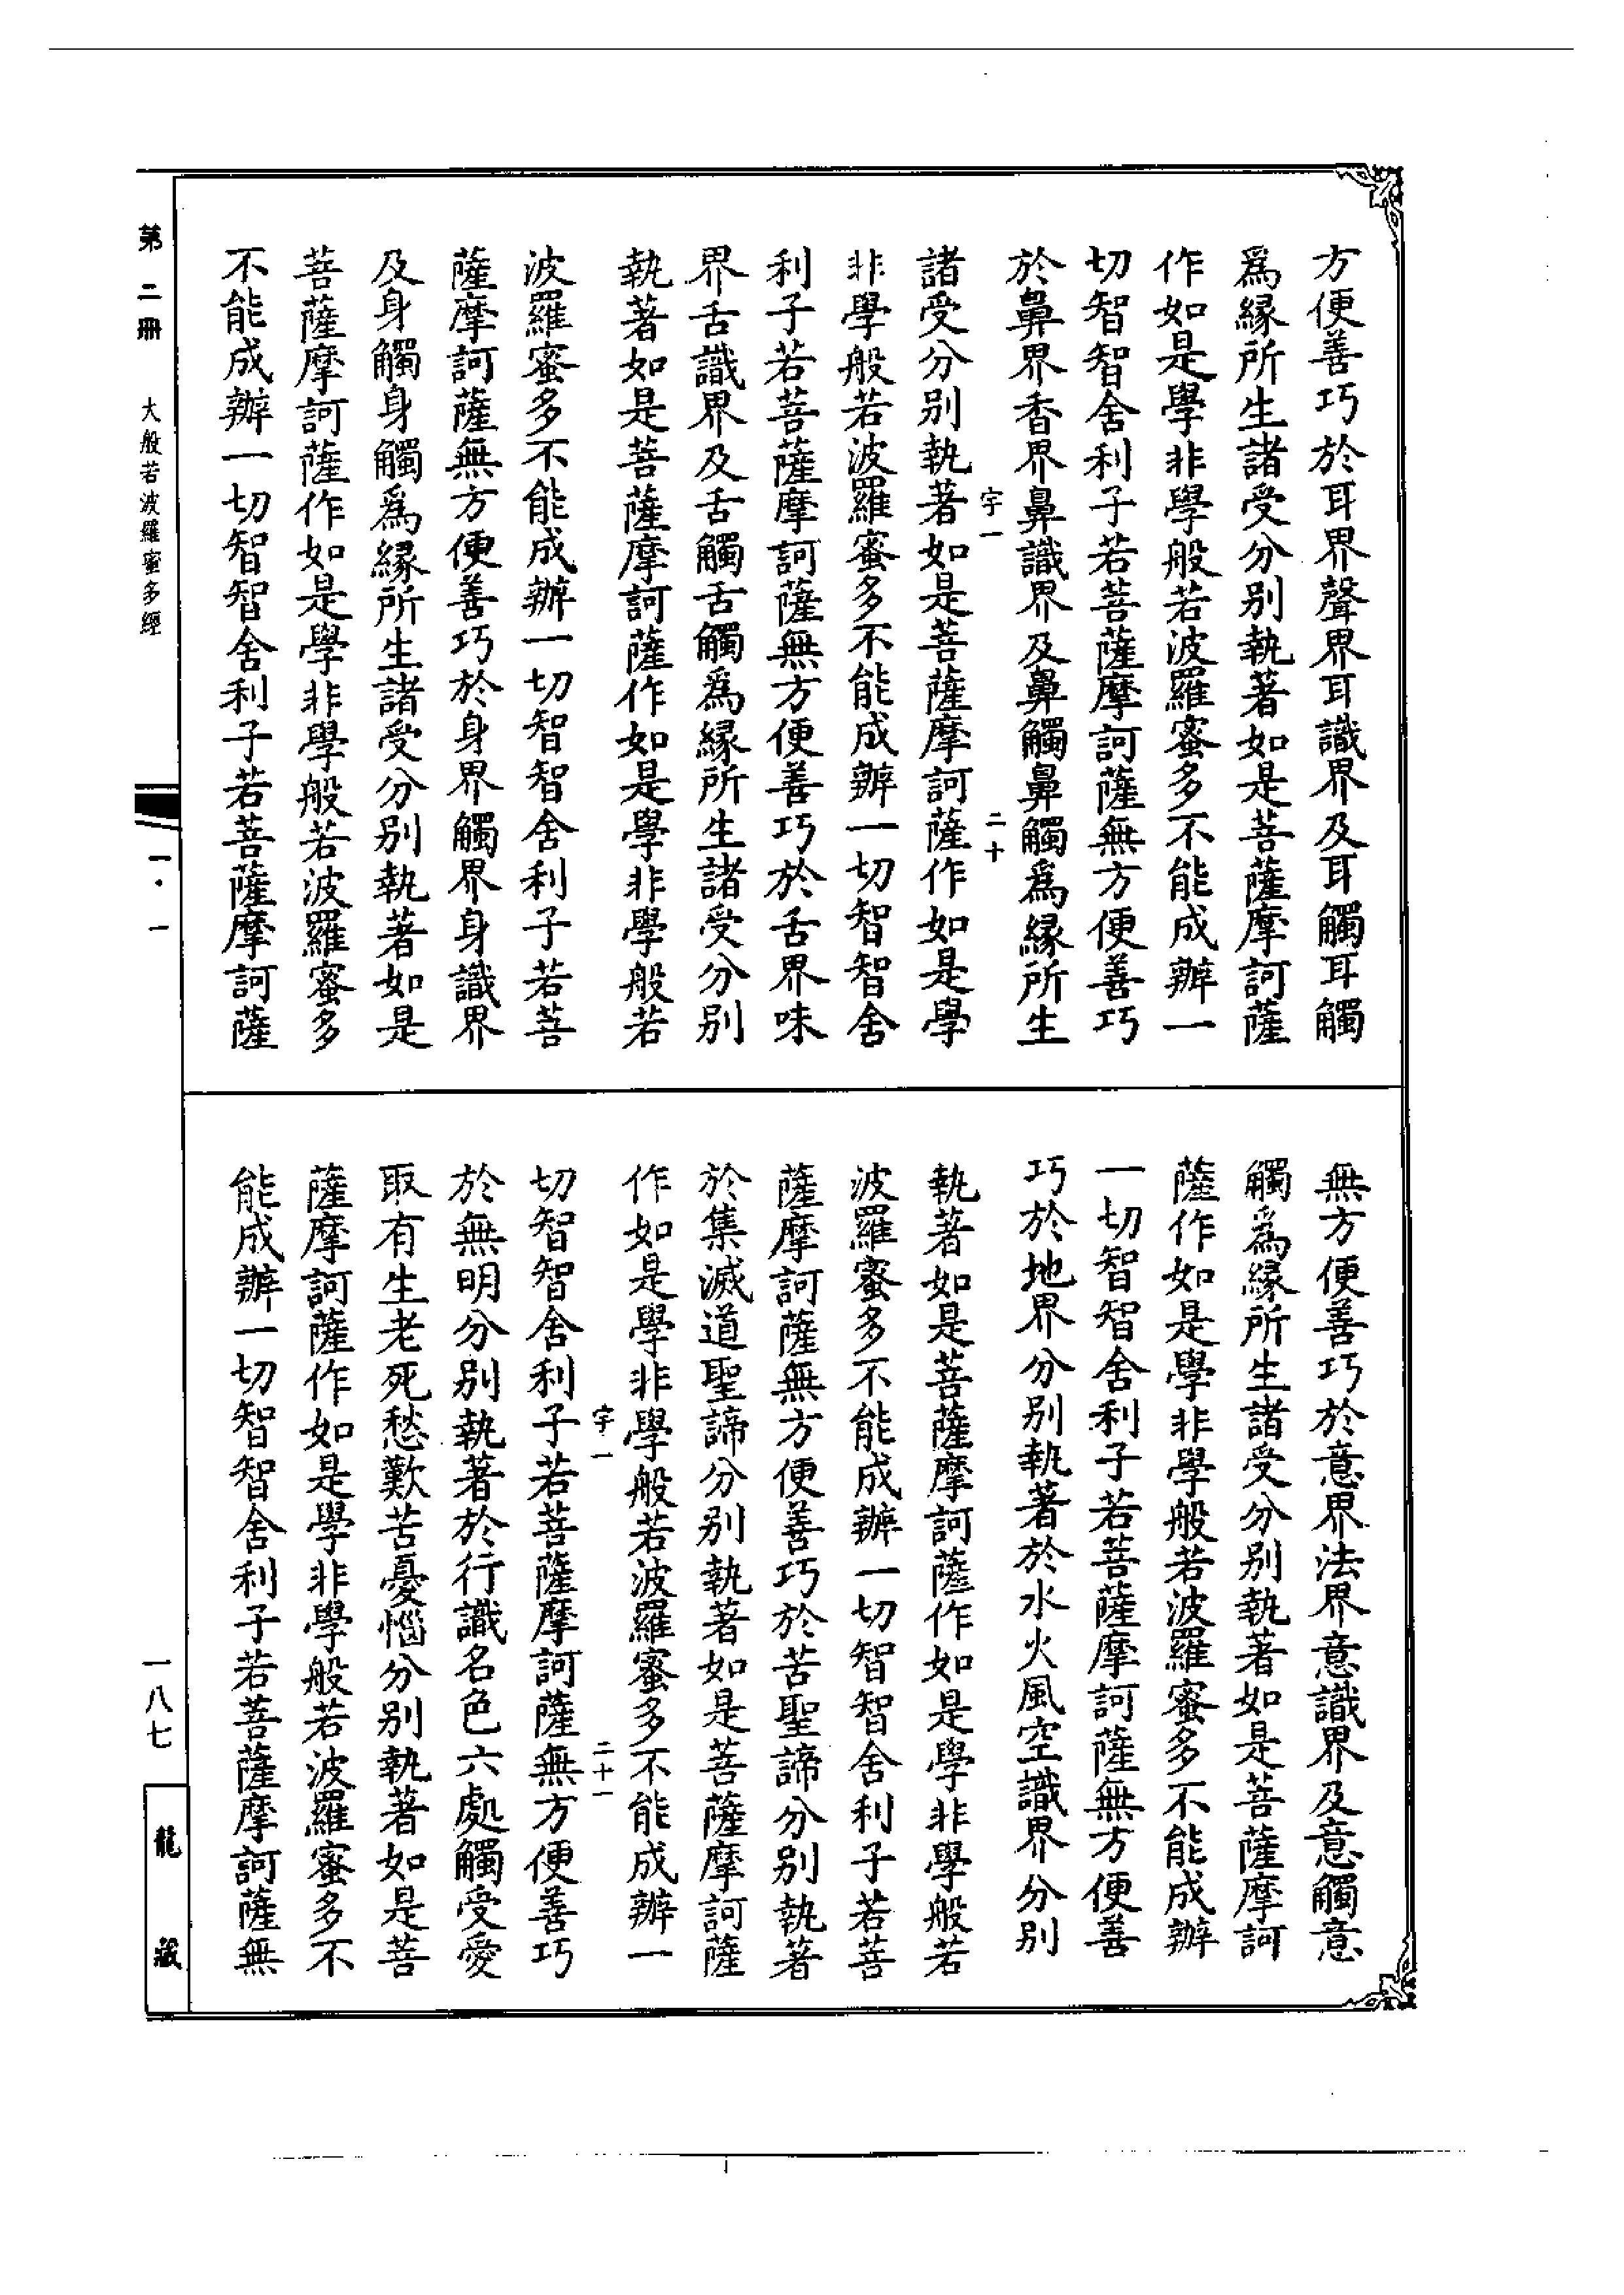 方便善巧於耳界聲界耳識界及耳觸耳觸
爲縁所生諸受分别執著如是菩薩摩訶薩
作如是學非學般若波羅蜜多不能成辦一
切智智舍利子若菩薩摩訶薩無方便善巧
於鼻界香界鼻識界及鼻觸鼻觸爲縁所生
宇一 二十
諸受分别執著如是菩薩摩訶薩作如是學
非學般若波羅蜜多不能成辦一切智智舍
利子若菩薩摩訶薩無方便善巧於舌界味
界舌識界及舌觸舌觸爲縁所生諸受分别
執著如是菩薩摩訶薩作如是學非學般若
波羅蜜多不能成辦一切智智舍利子若菩
薩摩訶薩無方便善巧於身界觸界身識界
及身觸身觸爲縁所生諸受分别執著如是
菩薩摩訶薩作如是學非學般若波羅蜜多
不能成辦一切智智舍利子若菩薩摩訶薩
無方便善巧於意界法界意識界及意觸意
觸爲縁所生諸受分别執著如是菩薩摩訶
薩作如是學非學般若波羅蜜多不能成辦
一切智智舍利子若菩薩摩訶薩無方便善
巧於地界分别執著於水火風空識界分别
執著如是菩薩摩訶薩作如是學非學般若
波羅蜜多不能成辦一切智智舍利子若菩
薩摩訶薩無方便善巧於苦聖諦分别執著
於集滅道聖諦分别執著如是菩薩摩訶薩
作如是學非學般若波羅蜜多不能成辦一
宇一 二十一
切智智舍利子若菩薩摩訶薩無方便善巧
於無明分别執著於行識名色六處觸受愛
取有生老死愁歎苦憂惱分别執著如是菩
薩摩訶薩作如是學非學般若波羅蜜多不
能成辦一切智智舍利子若菩薩摩訶薩無
第二冊 大般若波羅蜜多經
一·一
一八七
龍藏